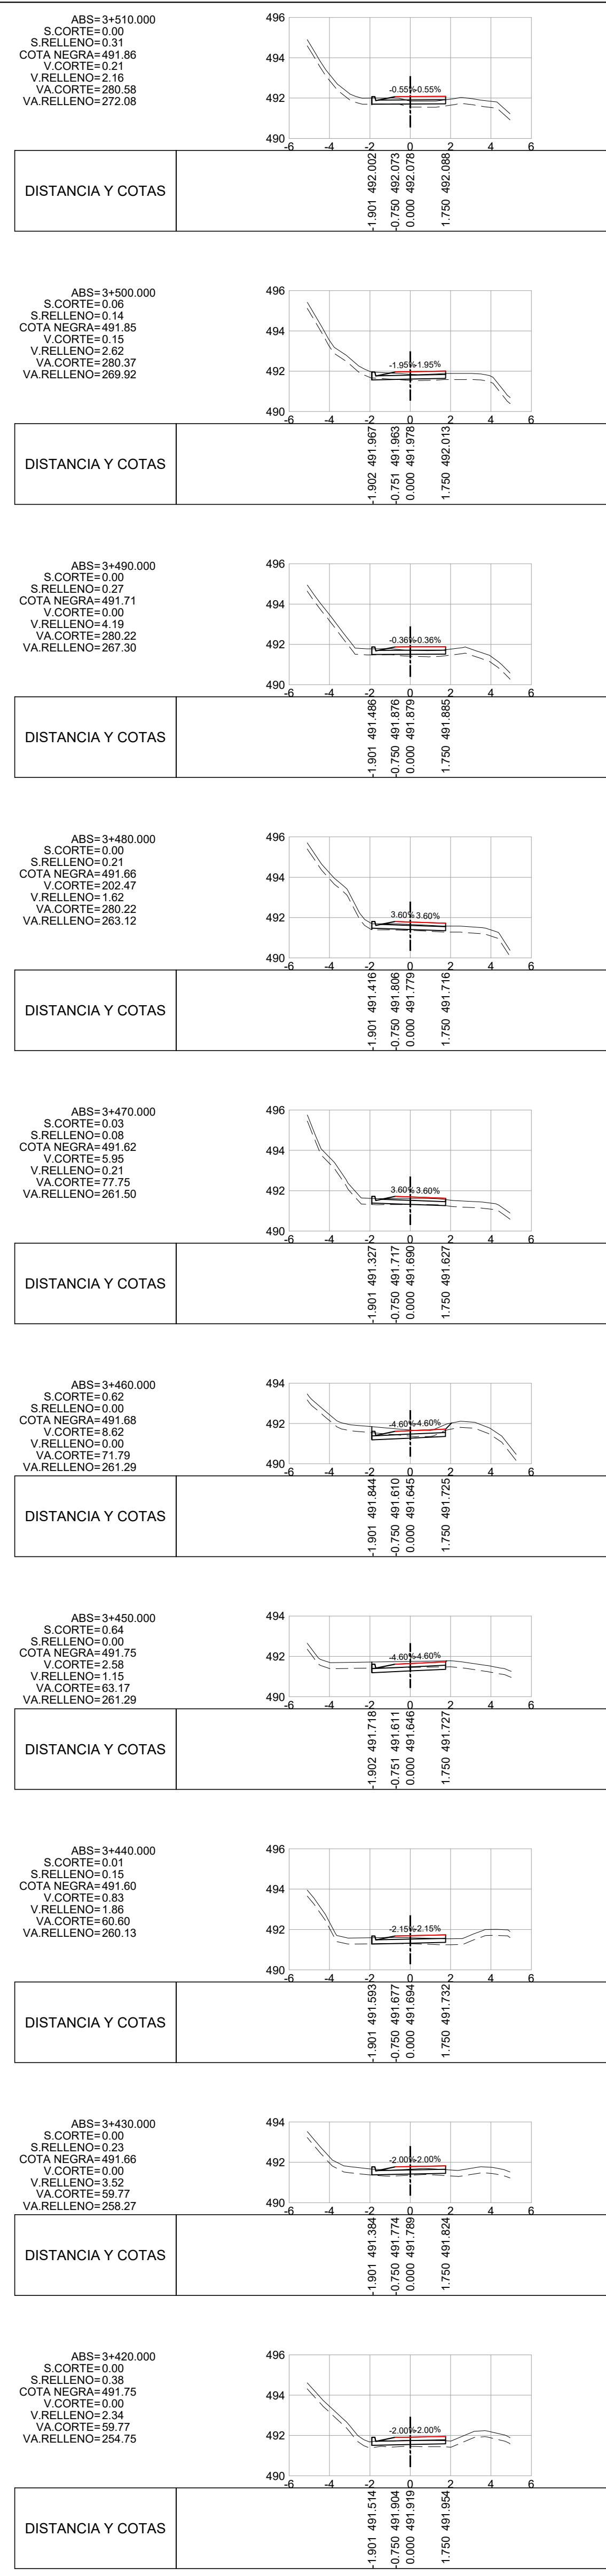 ABS=3+510.000
S.CORTE=0.00
S.RELLENO=0.31
COTA NEGRA=491.86
V.CORTE=0.21
V.RELLENO=2.16
VA.CORTE=280.58
VA.RELLENO=272.08
496
494
492
490
-0.55% -0.55%
-6 -4 -2 0 2 4 6
DISTANCIA Y COTAS
-1.901 492.002
-0.750 492.073
0.000 492.078
1.750 492.088
ABS=3+500.000
S.CORTE=0.06
S.RELLENO=0.14
COTA NEGRA=491.85
V.CORTE=0.15
V.RELLENO=2.62
VA.CORTE=280.37
VA.RELLENO=269.92
496
494
492
490
-1.95% -1.95%
-6 -4 -2 0 2 4 6
DISTANCIA Y COTAS
-1.902 491.967
-0.751 491.963
0.000 491.978
1.750 492.013
ABS=3+490.000
S.CORTE=0.00
S.RELLENO=0.27
COTA NEGRA=491.71
V.CORTE=0.00
V.RELLENO=4.19
VA.CORTE=280.22
VA.RELLENO=267.30
496
494
492
490
-0.36% -0.36%
-6 -4 -2 0 2 4 6
DISTANCIA Y COTAS
-1.901 491.486
-0.750 491.876
0.000 491.879
1.750 491.885
ABS=3+480.000
S.CORTE=0.00
S.RELLENO=0.21
COTA NEGRA=491.66
V.CORTE=202.47
V.RELLENO=1.62
VA.CORTE=280.22
VA.RELLENO=263.12
496
494
492
490
3.60% 3.60%
-6 -4 -2 0 2 4 6
DISTANCIA Y COTAS
-1.901 491.416
-0.750 491.806
0.000 491.779
1.750 491.716
ABS=3+470.000
S.CORTE=0.03
S.RELLENO=0.08
COTA NEGRA=491.62
V.CORTE=5.95
V.RELLENO=0.21
VA.CORTE=77.75
VA.RELLENO=261.50
496
494
492
490
3.60% 3.60%
-6 -4 -2 0 2 4 6
DISTANCIA Y COTAS
-1.901 491.327
-0.750 491.717
0.000 491.690
1.750 491.627
ABS=3+460.000
S.CORTE=0.62
S.RELLENO=0.00
COTA NEGRA=491.68
V.CORTE=8.62
V.RELLENO=0.00
VA.CORTE=71.79
VA.RELLENO=261.29
494
492
490
-4.60% -4.60%
-6 -4 -2 0 2 4 6
DISTANCIA Y COTAS
-1.901 491.844
-0.750 491.610
0.000 491.645
1.750 491.725
ABS=3+450.000
S.CORTE=0.64
S.RELLENO=0.00
COTA NEGRA=491.75
V.CORTE=2.58
V.RELLENO=1.15
VA.CORTE=63.17
VA.RELLENO=261.29
494
492
490
-4.60% -4.60%
-6 -4 -2 0 2 4 6
DISTANCIA Y COTAS
-1.902 491.718
-0.751 491.611
0.000 491.646
1.750 491.727
ABS=3+440.000
S.CORTE=0.01
S.RELLENO=0.15
COTA NEGRA=491.60
V.CORTE=0.83
V.RELLENO=1.86
VA.CORTE=60.60
VA.RELLENO=260.13
496
494
492
490
-2.15% -2.15%
-6 -4 -2 0 2 4 6
DISTANCIA Y COTAS
-1.901 491.593
-0.750 491.677
0.000 491.694
1.750 491.732
ABS=3+430.000
S.CORTE=0.00
S.RELLENO=0.23
COTA NEGRA=491.66
V.CORTE=0.00
V.RELLENO=3.52
VA.CORTE=59.77
VA.RELLENO=258.27
494
492
490
-2.00% -2.00%
-6 -4 -2 0 2 4 6
DISTANCIA Y COTAS
-1.901 491.384
-0.750 491.774
0.000 491.789
1.750 491.824
ABS=3+420.000
S.CORTE=0.00
S.RELLENO=0.38
COTA NEGRA=491.75
V.CORTE=0.00
V.RELLENO=2.34
VA.CORTE=59.77
VA.RELLENO=254.75
496
494
492
490
-2.00% -2.00%
-6 -4 -2 0 2 4 6
DISTANCIA Y COTAS
-1.901 491.514
-0.750 491.904
0.000 491.919
1.750 491.954